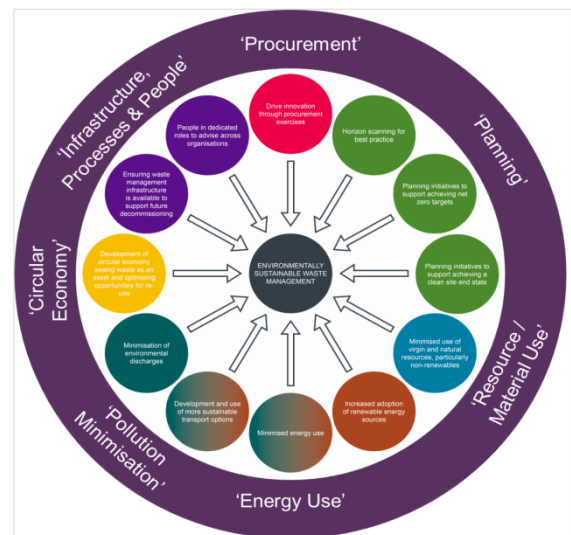 ‘Procurement’
‘Planning’
‘Resource /
Material Use’
‘Energy Use’
‘Pollution
Minimisation’
‘Circular
Economy’
‘Infrastructure,
Processes & People’
Drive innovation
through procurement
exercises
Horizon scanning for
best practice
Planning initiatives to
support achieving net
zero targets
Planning initiatives to
support achieving a
clean site end state
Minimised use of
virgin and natural
resources, particularly
non-renewables
Increased adoption
of renewable energy
sources
Minimised energy use
Development and use
of more sustainable
transport options
Minimisation of
environmental
discharges
Development of
circular economy
seeing waste as an
asset and optimising
opportunities for re-
use
Ensuring waste
management
infrastructure
is available to
support future
decommissioning
People in dedicated
roles to advise across
organisations
ENVIRONMENTALLY
SUSTAINABLE WASTE
MANAGEMENT